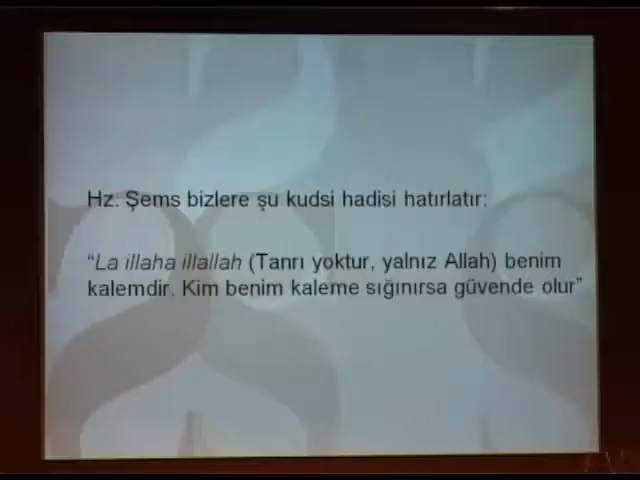 Hz. Şems bizlere şu kudsi hadisi hatırlatır:
“La illaha illallah (Tanrı yoktur, yalnız Allah) benim
kalemdir. Kim benim kaleme sığınırsa güvende olur”